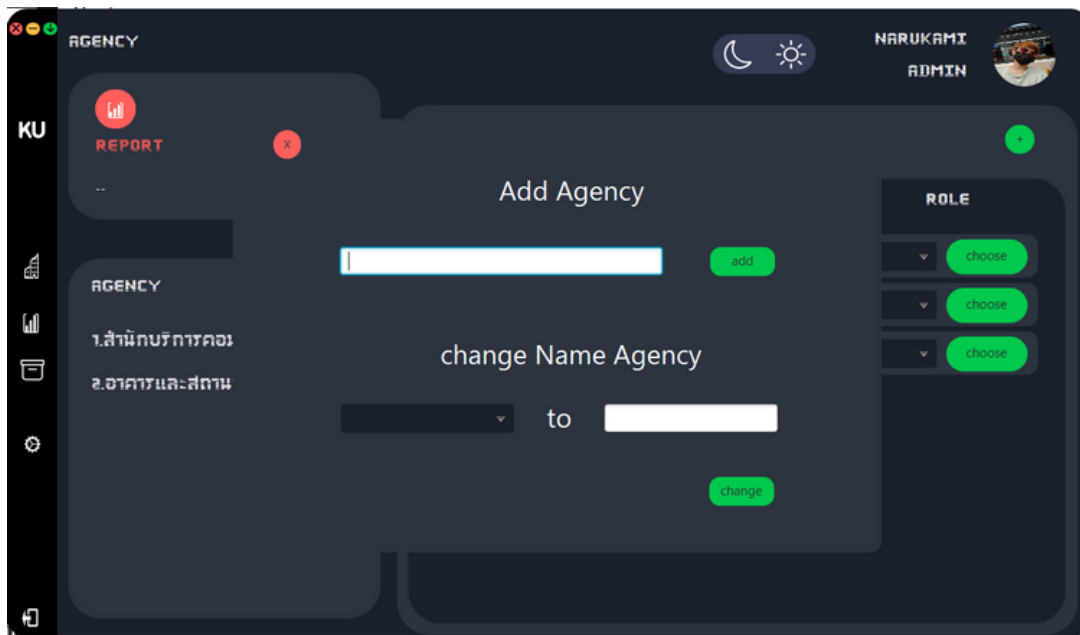 AGENCY
NARUKAMI
ADMIN
KU
REPORT
X
+
--
Add Agency
ROLE
add
choose
AGENCY
choose
1.สำนักบริการคอม
change Name Agency
choose
2.อาคารและสถาน
to
change